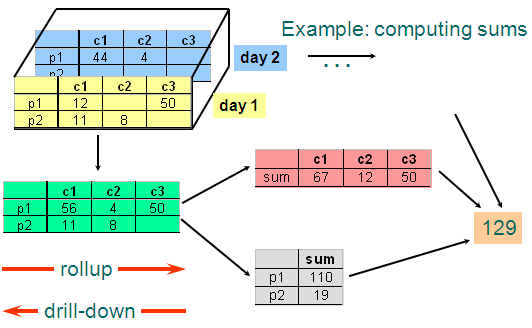 Example: computing sums
c1 c2 c3
p1 44 4
p2
day 2
. . .
c1 c2 c3
p1 12 50
p2 11 8
day 1
c1 c2 c3
sum 67 12 50
c1 c2 c3
p1 56 4 50
p2 11 8
129
sum
p1 110
p2 19
rollup
drill-down